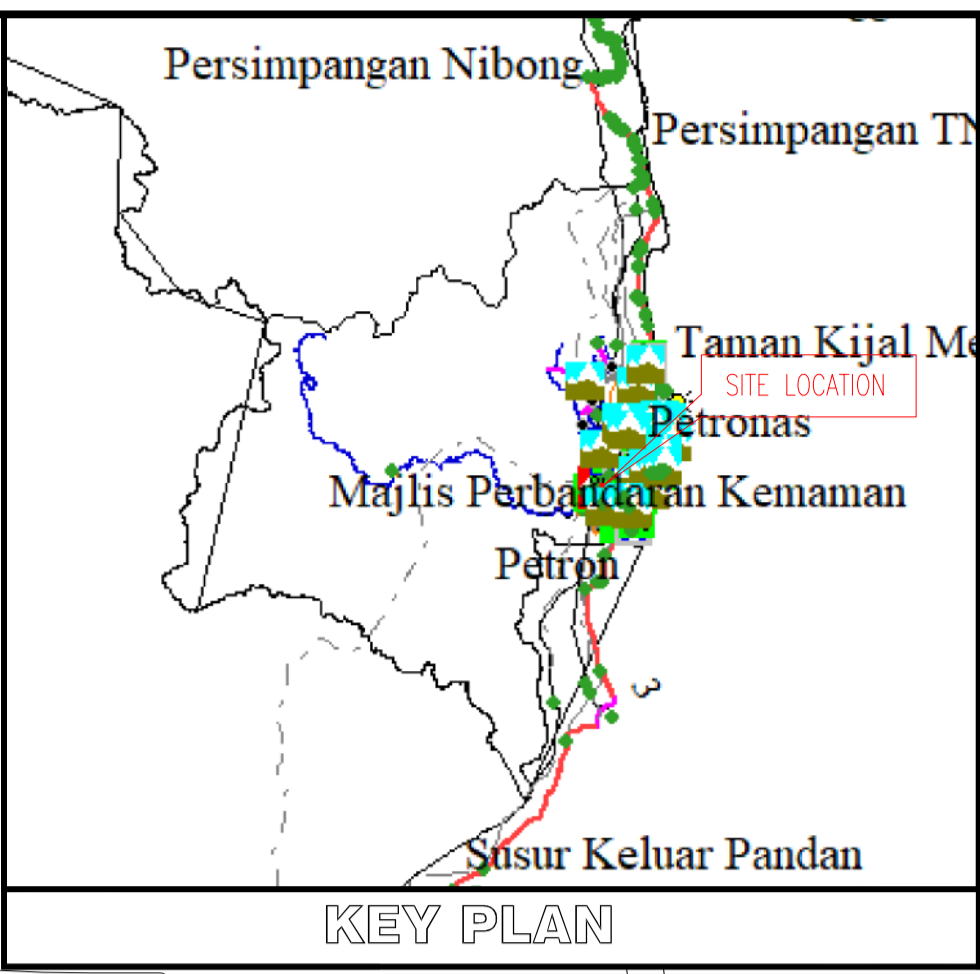 Persimpangan Nibong
Persimpangan TN
Taman Kijal Me
SITE LOCATION
Petronas
Majlis Perbandaran Kemaman
Petron
3
Susur Keluar Pandan
KEY PLAN